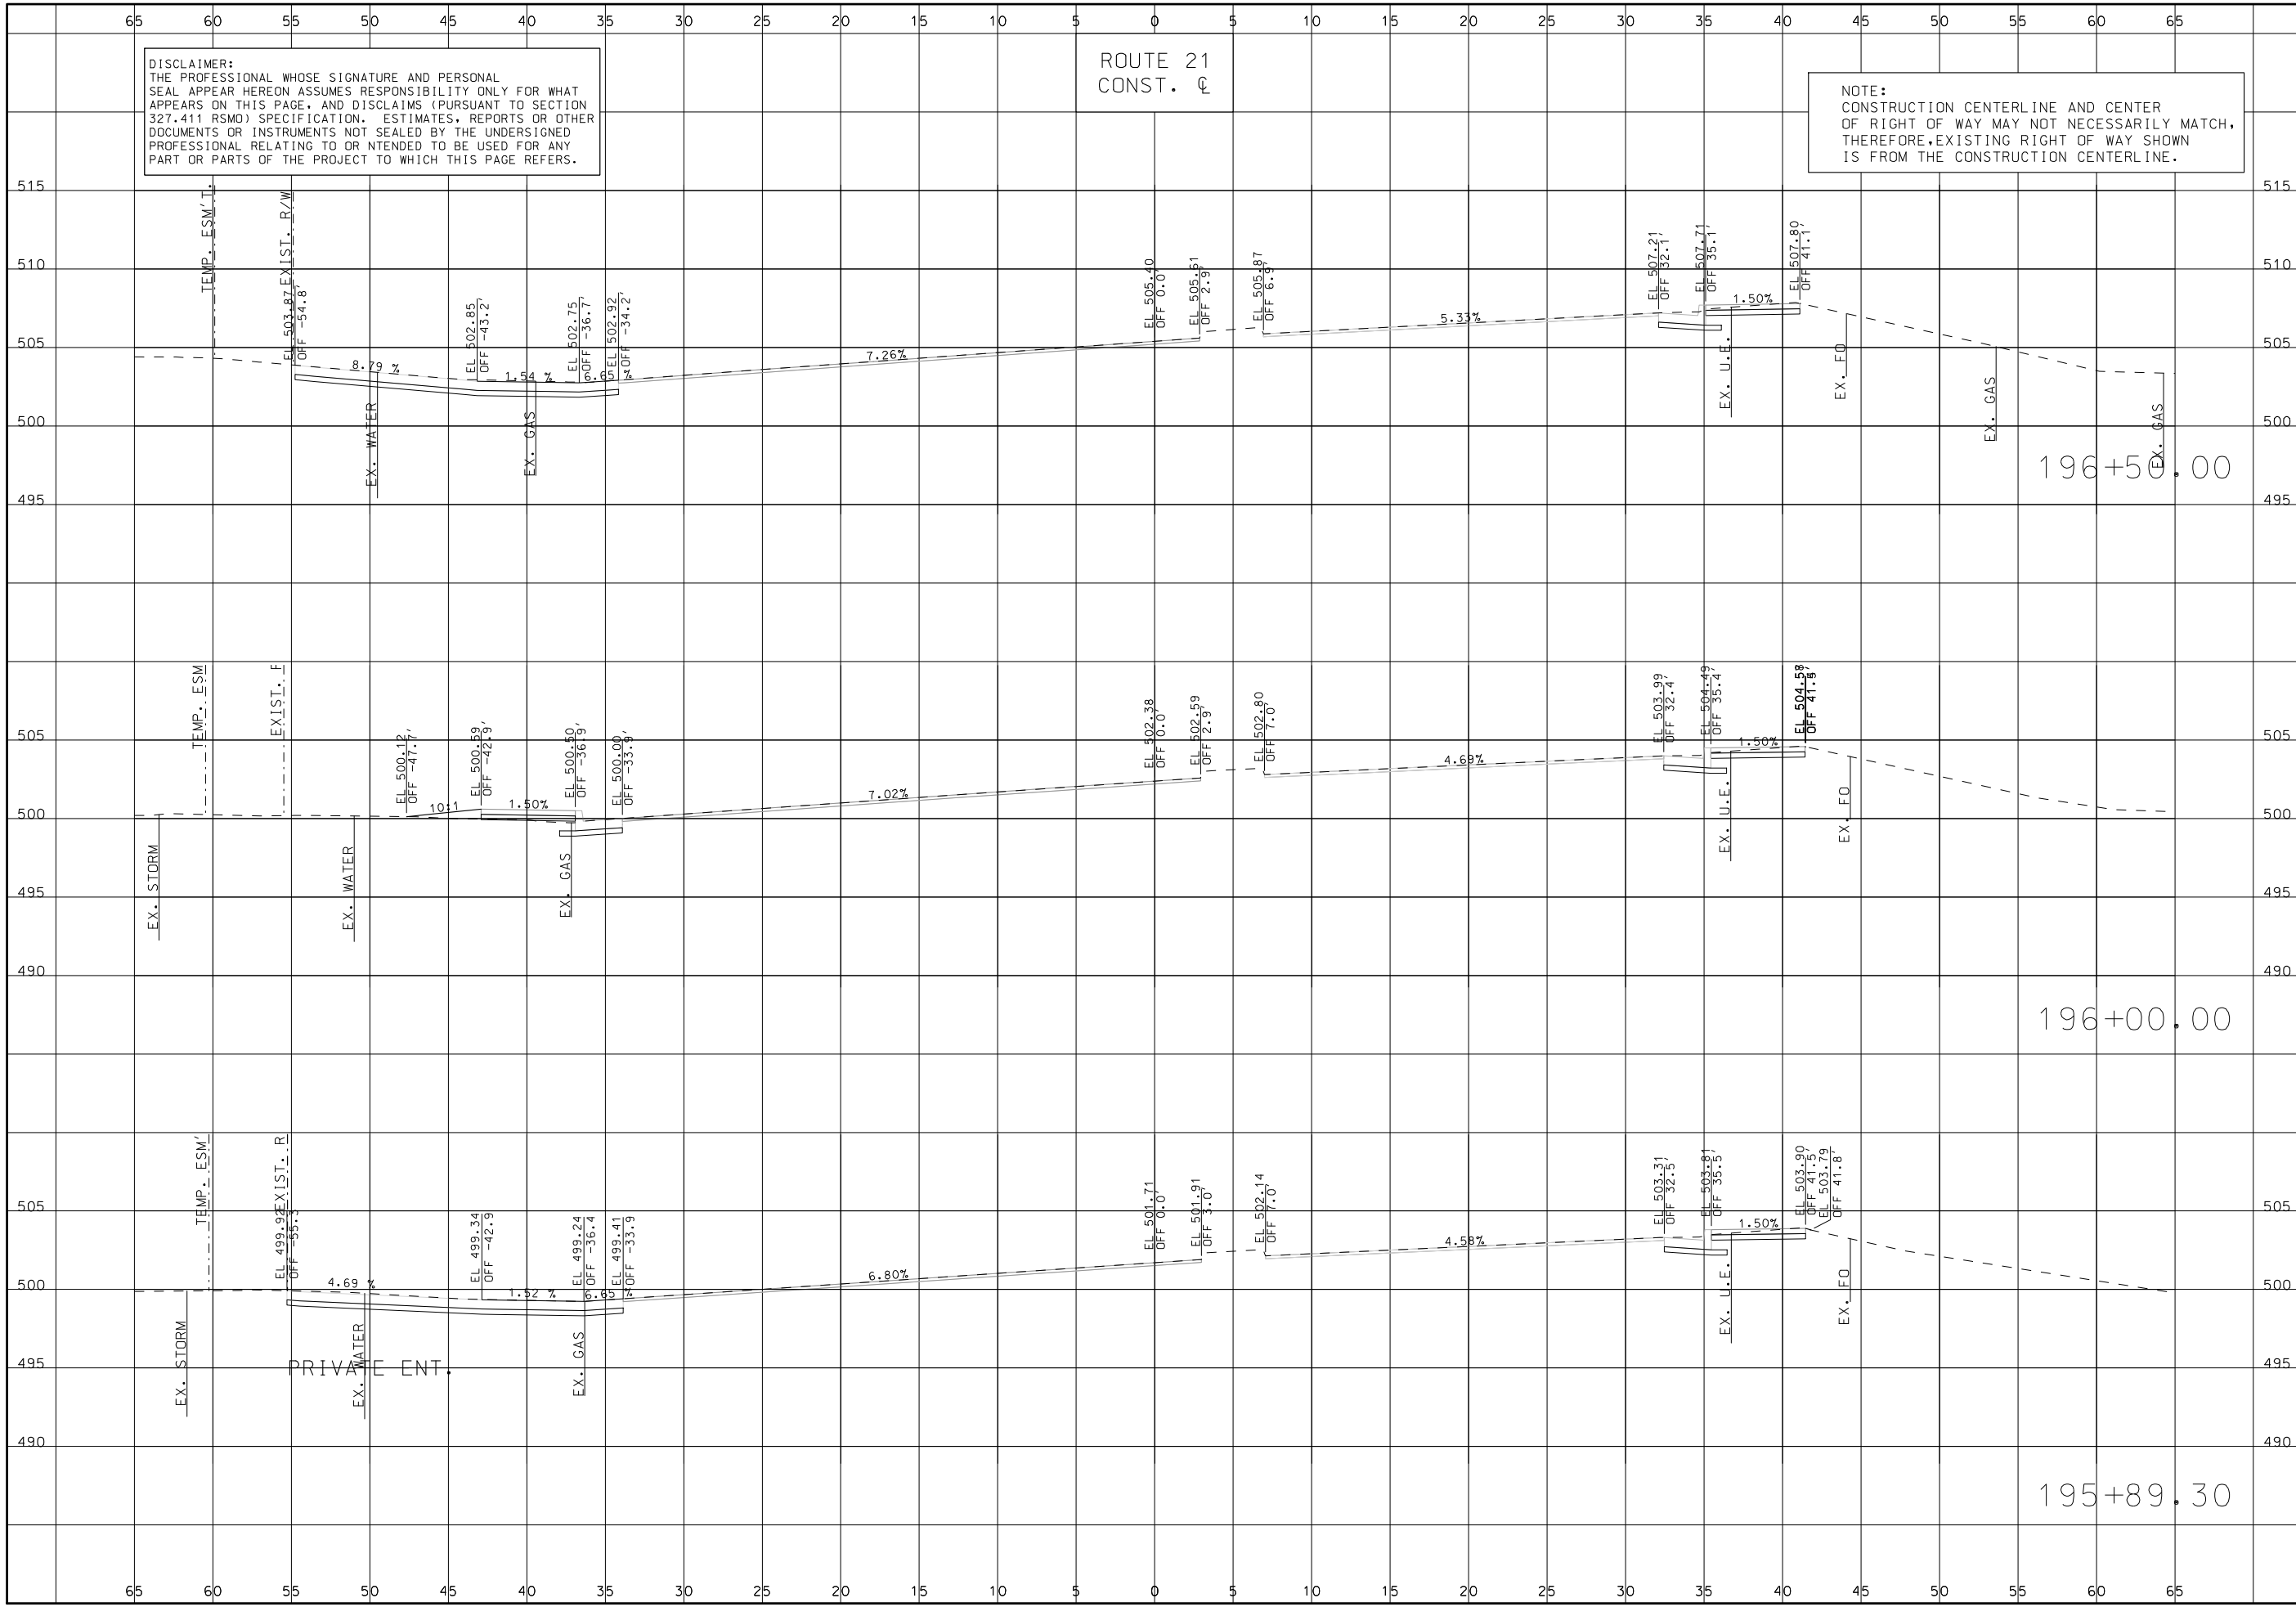 65 60 55 50 45 40 35 30 25 20 15 10 5 0 5 10 15 20 25 30 35 40 45 50 55 60 65
DISCLAIMER:
THE PROFESSIONAL WHOSE SIGNATURE AND PERSONAL
SEAL APPEAR HEREON ASSUMES RESPONSIBILITY ONLY FOR WHAT
APPEARS ON THIS PAGE, AND DISCLAIMS (PURSUANT TO SECTION
327.411 RSMO) SPECIFICATION. ESTIMATES, REPORTS OR OTHER
DOCUMENTS OR INSTRUMENTS NOT SEALED BY THE UNDERSIGNED
PROFESSIONAL RELATING TO OR NTENDED TO BE USED FOR ANY
PART OR PARTS OF THE PROJECT TO WHICH THIS PAGE REFERS.
ROUTE 21
CONST. ℄
NOTE:
CONSTRUCTION CENTERLINE AND CENTER
OF RIGHT OF WAY MAY NOT NECESSARILY MATCH,
THEREFORE,EXISTING RIGHT OF WAY SHOWN
IS FROM THE CONSTRUCTION CENTERLINE.
515 515
510 510
505 505
500 500
495 495
TEMP. ESM'T.
EXIST. R/W
EL 503.87
OFF -54.8'
EL 502.85
OFF -43.2'
EL 502.75
OFF -36.7'
EL 502.92
OFF -34.2'
EL 505.40
OFF 0.0'
EL 505.61
OFF 2.9'
EL 505.87
OFF 6.9'
EL 507.21
OFF 32.1'
EL 507.71
OFF 35.1'
EL 507.80
OFF 41.1'
8.79 %
1.54 %
6.65 %
7.26%
5.33%
1.50%
EX. WATER
EX. GAS
EX. U.E.
EX. FO
EX. GAS
EX. GAS
196+50.00
505 505
500 500
495 495
490 490
TEMP. ESM
EXIST. F
EL 500.12
OFF -47.7'
EL 500.59
OFF -42.9'
EL 500.50
OFF -36.9'
EL 500.00
OFF -33.9'
EL 502.38
OFF 0.0'
EL 502.59
OFF 2.9'
EL 502.80
OFF 7.0'
EL 503.99
OFF 32.4'
EL 504.49
OFF 35.4'
10:1
1.50%
7.02%
4.69%
1.50%
EX. STORM
EX. WATER
EX. GAS
EX. U.E.
EX. FO
196+00.00
505 505
500 500
495 495
490 490
TEMP. ESM'
EXIST. R
EL 499.92
OFF -55.3
EL 499.34
OFF -42.9
EL 499.24
OFF -36.4
EL 499.41
OFF -33.9
EL 501.71
OFF 0.0'
EL 501.91
OFF 3.0'
EL 502.14
OFF 7.0'
EL 503.31
OFF 32.5'
EL 503.81
OFF 35.5'
EL 503.90
OFF 41.5'
EL 503.79
OFF 41.8'
4.69 %
1.52 %
6.65 %
6.80%
4.58%
1.50%
EX. STORM
EX. WATER
EX. GAS
EX. U.E.
EX. FO
PRIVATE ENT.
195+89.30
65 60 55 50 45 40 35 30 25 20 15 10 5 0 5 10 15 20 25 30 35 40 45 50 55 60 65